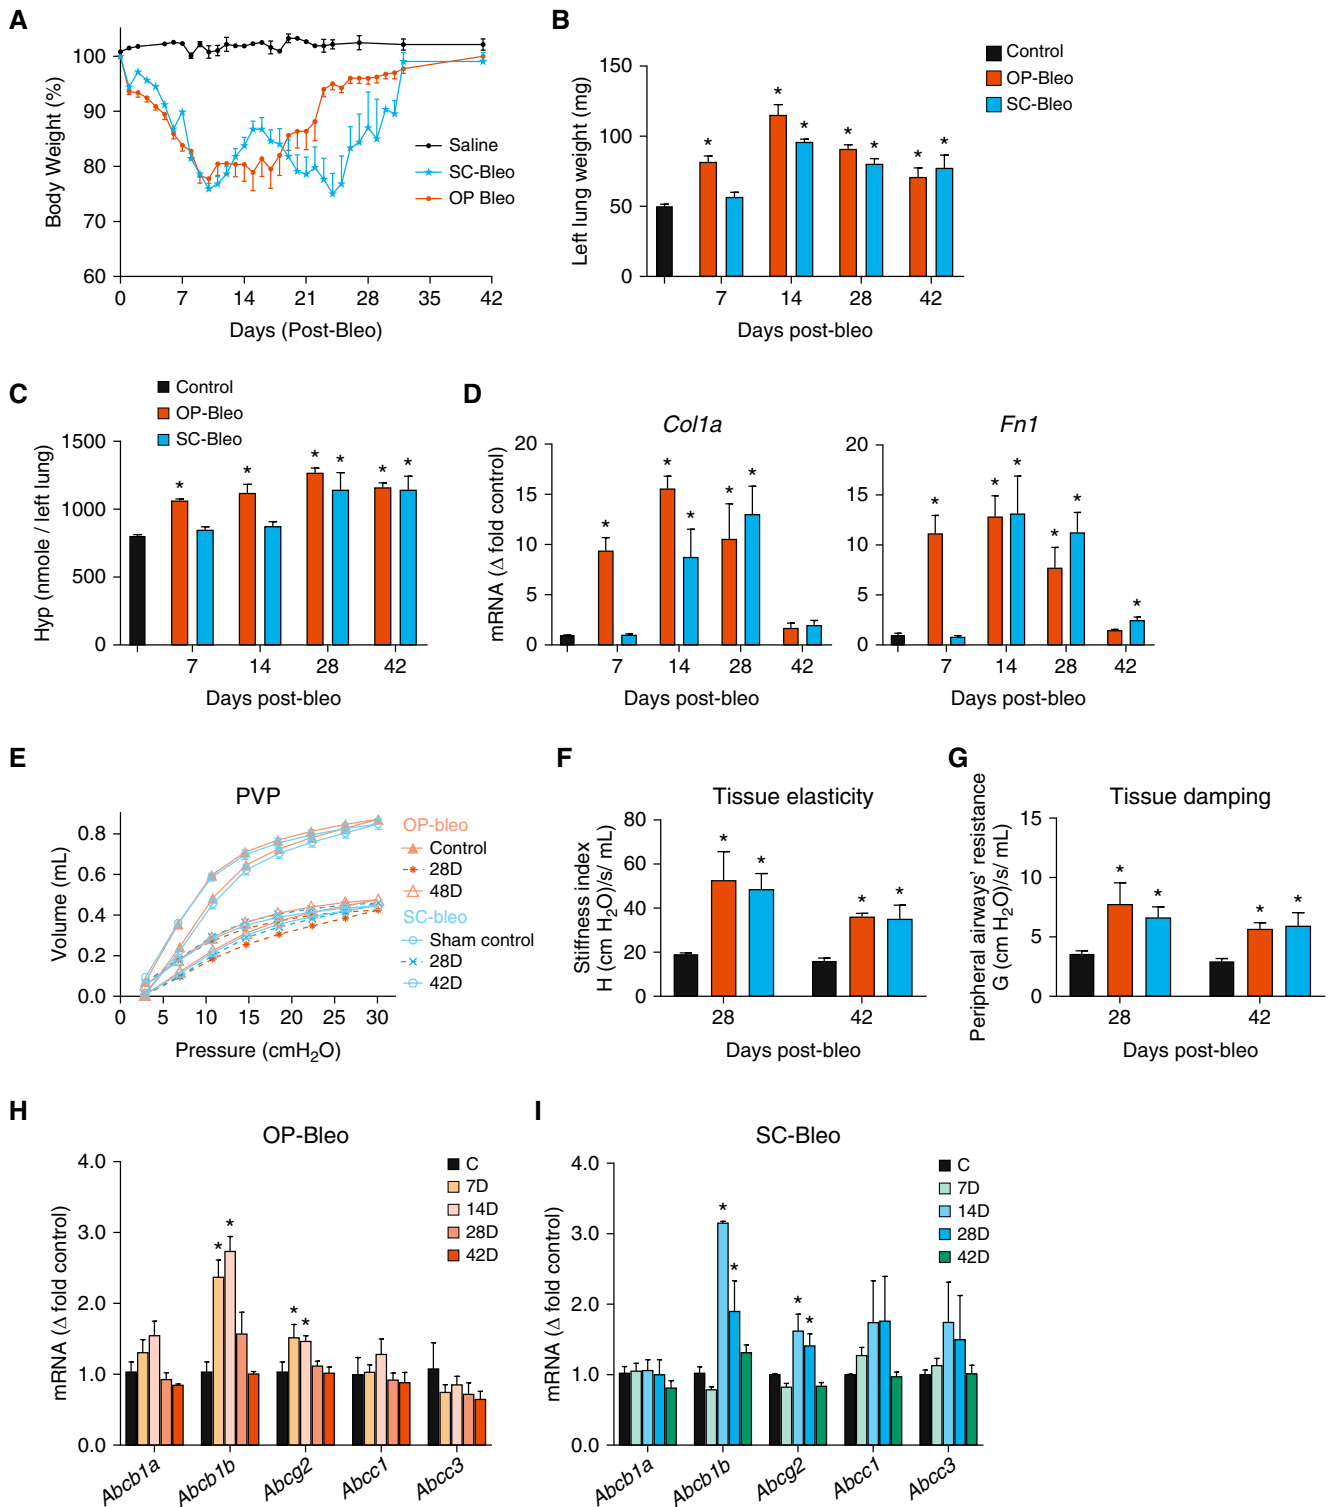 A
100
90
80
70
60
Body Weight (%)
0 7 14 21 28 35 42
Days (Post-Bleo)
Saline
SC-Bleo
OP Bleo
B
150
100
50
0
Left lung weight (mg)
* * * * * * *
7 14 28 42
Days post-bleo
Control
OP-Bleo
SC-Bleo
C
Control
OP-Bleo
SC-Bleo
1500
1000
500
0
Hyp (nmole / left lung)
* * * * * *
7 14 28 42
Days post-bleo
D
Col1a
20
15
10
5
0
mRNA (Δ fold control)
* * * * *
7 14 28 42
Days post-bleo
Fn1
20
15
10
5
0
* * * * * *
7 14 28 42
Days post-bleo
E
PVP
0.8
0.6
0.4
0.2
0.0
Volume (mL)
0 5 10 15 20 25 30
Pressure (cmH2O)
OP-bleo
Control
28D
48D
SC-bleo
Sham control
28D
42D
F
Tissue elasticity
80
60
40
20
0
Stiffness index
H (cm H2O)/s/ mL)
* * * *
28 42
Days post-bleo
G
Tissue damping
15
10
5
0
Peripheral airways' resistance
G (cm H2O)/s/ mL)
* * * *
28 42
Days post-bleo
H
OP-Bleo
4.0
3.0
2.0
1.0
0.0
mRNA (Δ fold control)
C
7D
14D
28D
42D
* * * *
Abcb1a Abcb1b Abcg2 Abcc1 Abcc3
I
SC-Bleo
4.0
3.0
2.0
1.0
0.0
mRNA (Δ fold control)
C
7D
14D
28D
42D
* * * *
Abcb1a Abcb1b Abcg2 Abcc1 Abcc3